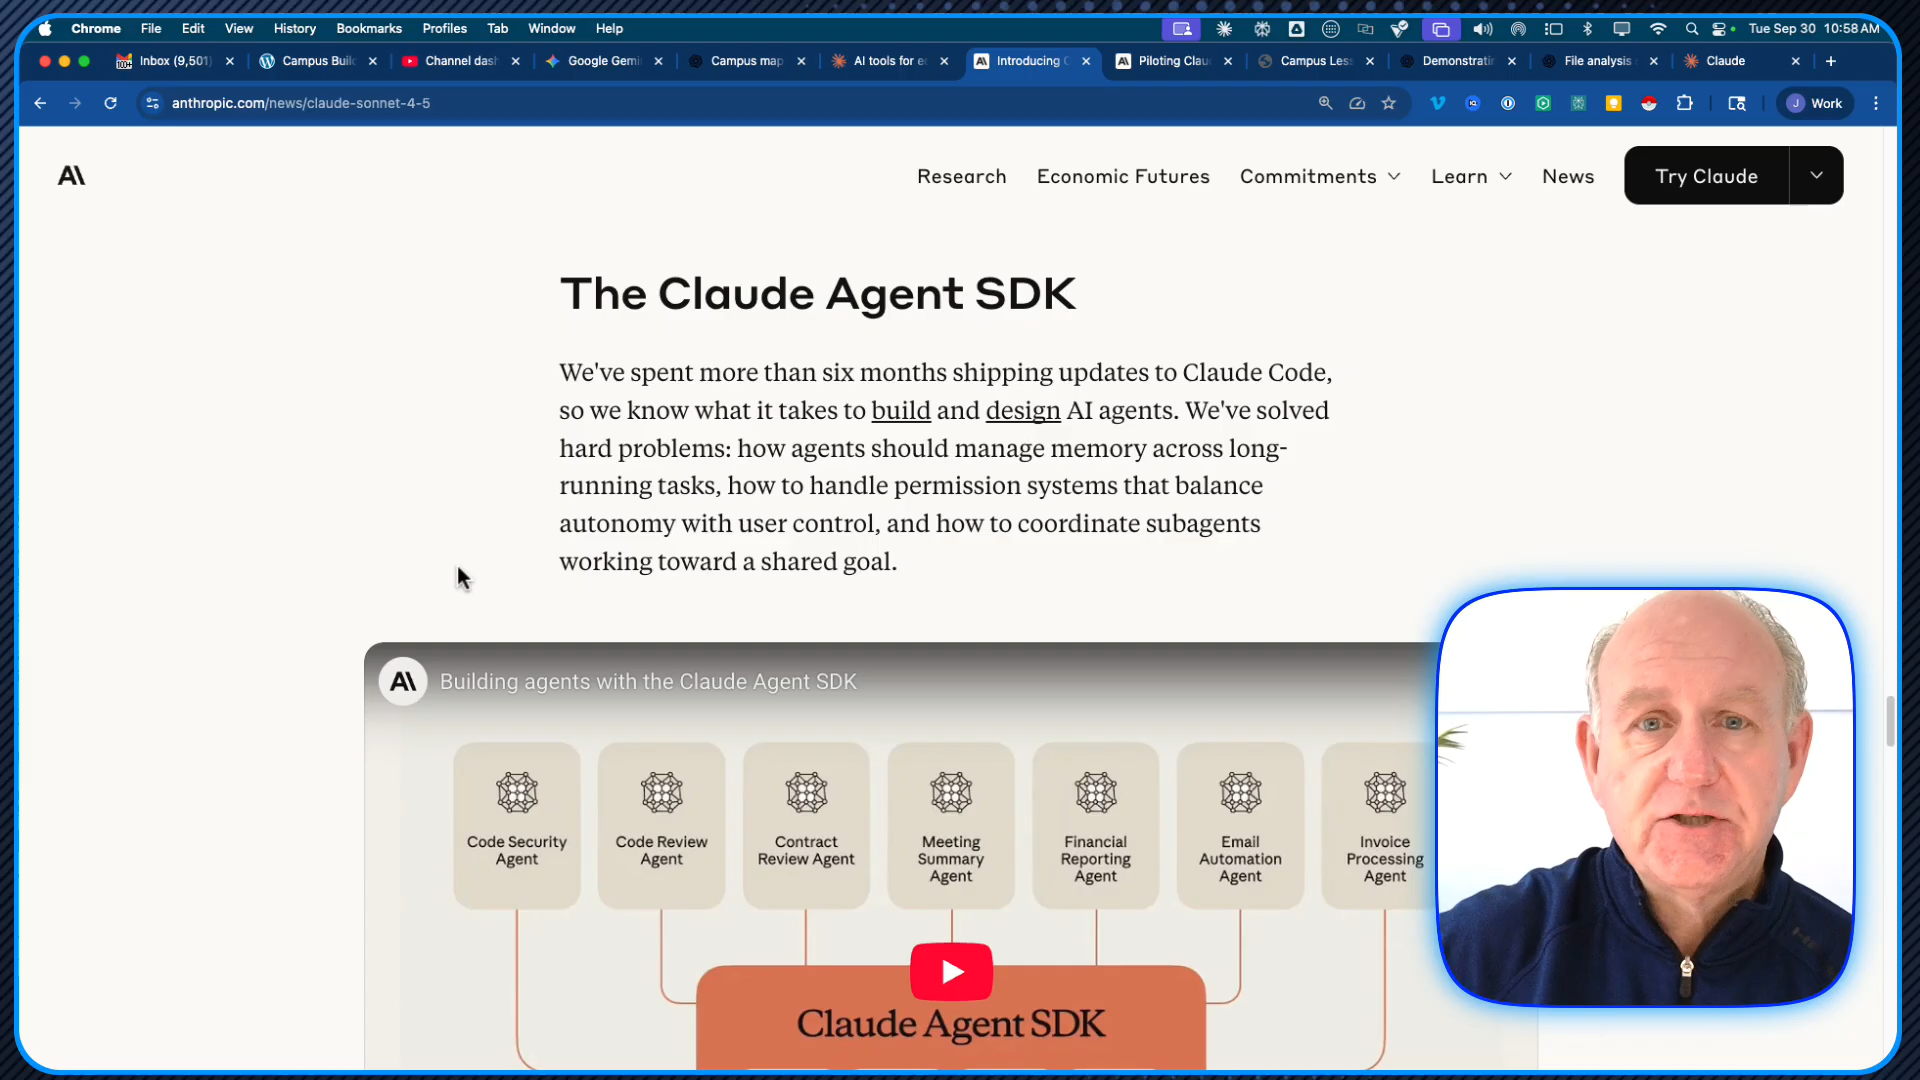 Chrome File Edit View History Bookmarks Profiles Tab Window Help Tue Sep 30 10:58 AM
Inbox (9,501) Campus Buil Channel dash Google Gemi Campus map AI tools for e Introducing C Piloting Clau Campus Less Demonstratin File analysis Claude
anthropic.com/news/claude-sonnet-4-5 J Work
Research Economic Futures Commitments Learn News Try Claude
The Claude Agent SDK
We've spent more than six months shipping updates to Claude Code,
so we know what it takes to build and design AI agents. We've solved
hard problems: how agents should manage memory across long-
running tasks, how to handle permission systems that balance
autonomy with user control, and how to coordinate subagents
working toward a shared goal.
Building agents with the Claude Agent SDK
Code Security
Agent
Code Review
Agent
Contract
Review Agent
Meeting
Summary
Agent
Financial
Reporting
Agent
Email
Automation
Agent
Invoice
Processing
Agent
Claude Agent SDK